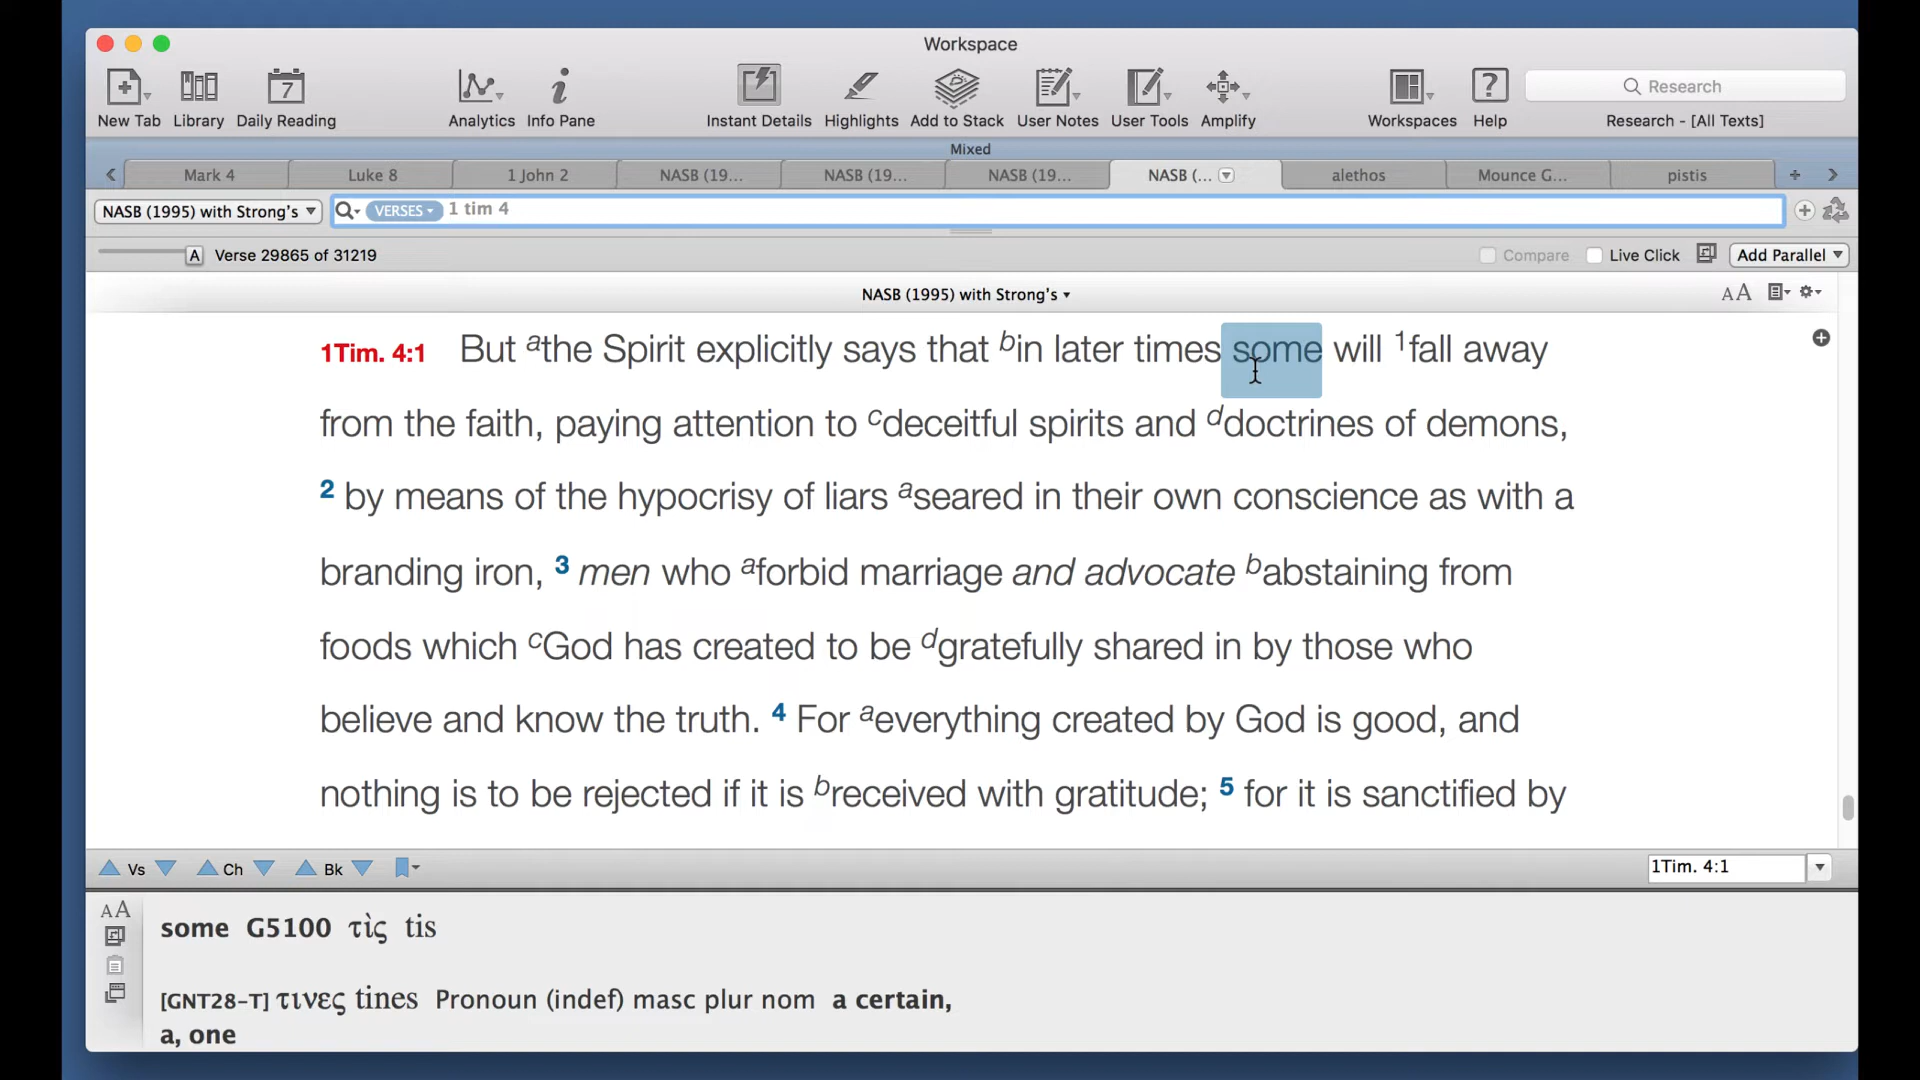 Workspace
New Tab Library Daily Reading Analytics Info Pane Instant Details Highlights Add to Stack User Notes User Tools Amplify Workspaces Help Research
7
Research - [All Texts]
Mixed
Mark 4 Luke 8 1 John 2 NASB (19... NASB (19... NASB (19... NASB (... alethos Mounce G... pistis
NASB (1995) with Strong's VERSES 1 tim 4
A Verse 29865 of 31219 Compare Live Click Add Parallel
NASB (1995) with Strong's AA
1Tim. 4:1 But athe Spirit explicitly says that bin later times some will 1fall away
from the faith, paying attention to cdeceitful spirits and ddoctrines of demons,
2 by means of the hypocrisy of liars aseared in their own conscience as with a
branding iron, 3 men who aforbid marriage and advocate babstaining from
foods which cGod has created to be dgratefully shared in by those who
believe and know the truth. 4 For aeverything created by God is good, and
nothing is to be rejected if it is breceived with gratitude; 5 for it is sanctified by
Vs Ch Bk 1Tim. 4:1
AA
some G5100 τὶς tis
[GNT28-T] τινες tines Pronoun (indef) masc plur nom a certain,
a, one